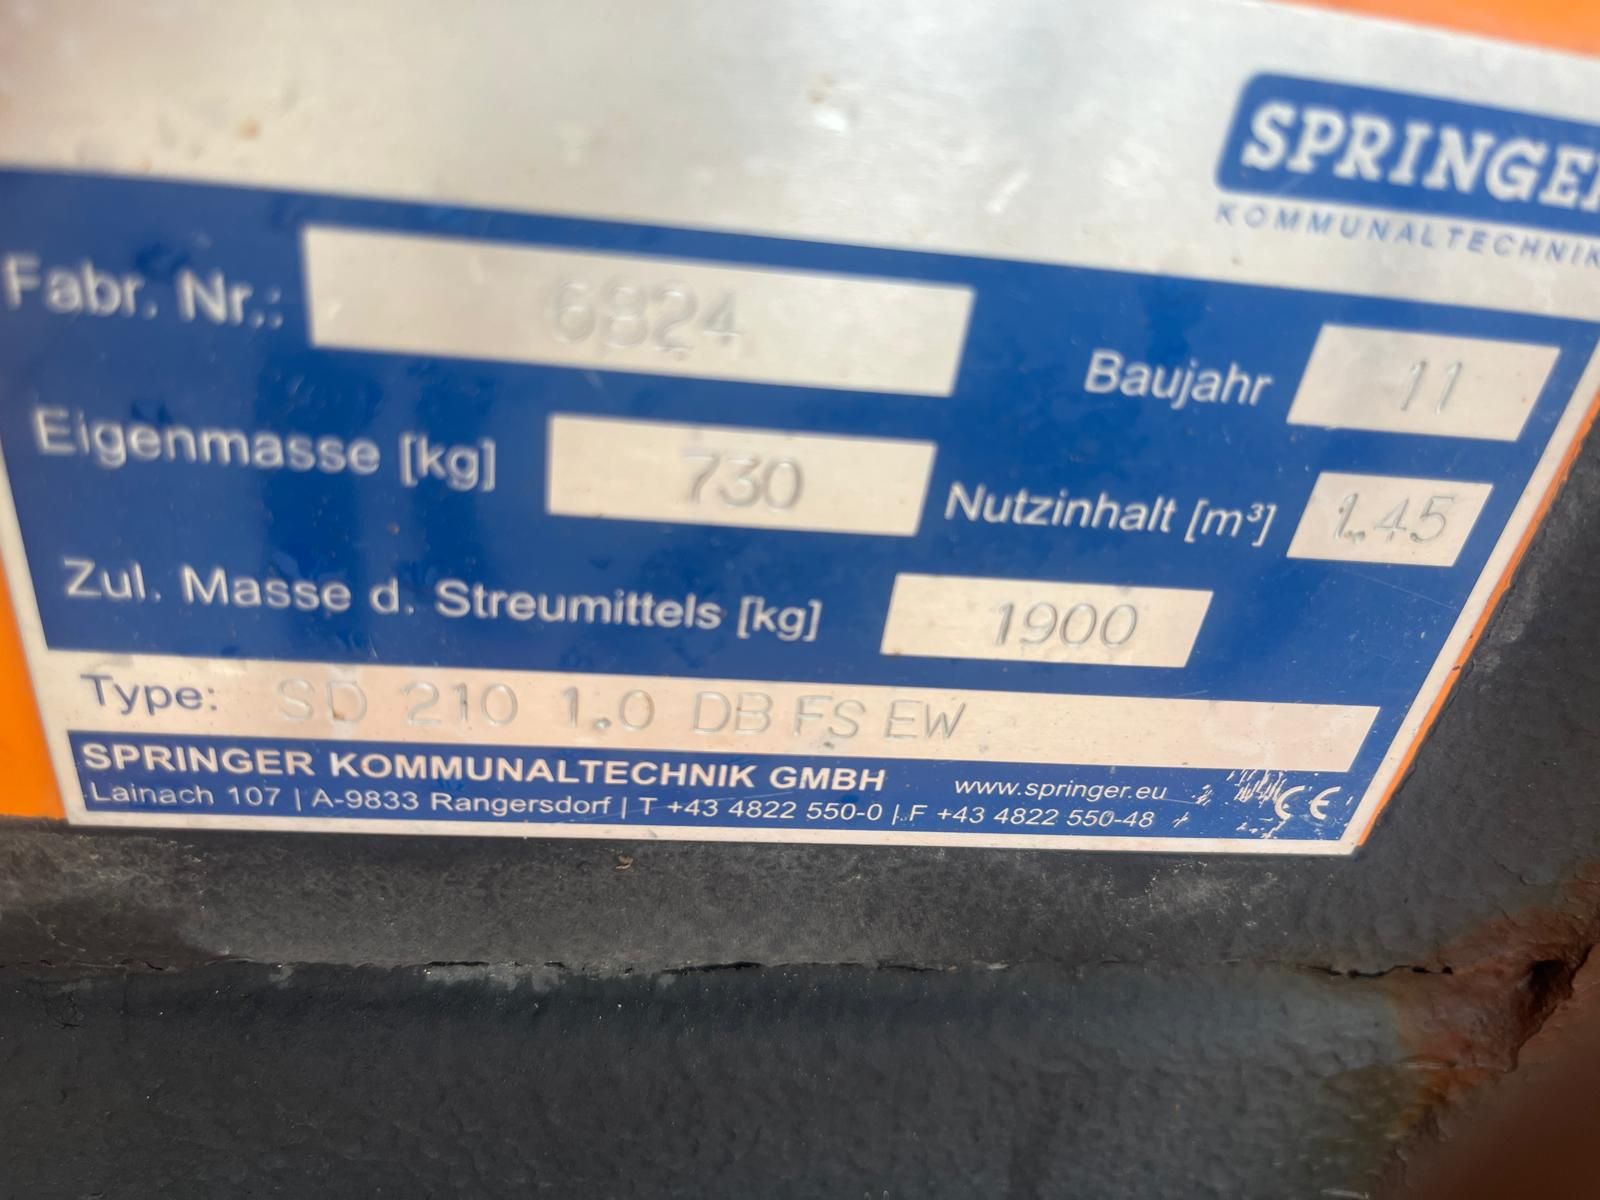 SPRINGER
KOMMUNALTECHNIK
Fabr. Nr.: 6824
Baujahr 11
Eigenmasse [kg] 730
Nutzinhalt [m³] 1.45
Zul. Masse d. Streumittels [kg] 1900
Type: SD 210 1.0 DB FS EW
SPRINGER KOMMUNALTECHNIK GMBH www.springer.eu
Lainach 107 | A-9833 Rangersdorf | T +43 4822 550-0 | F +43 4822 550-48 CE